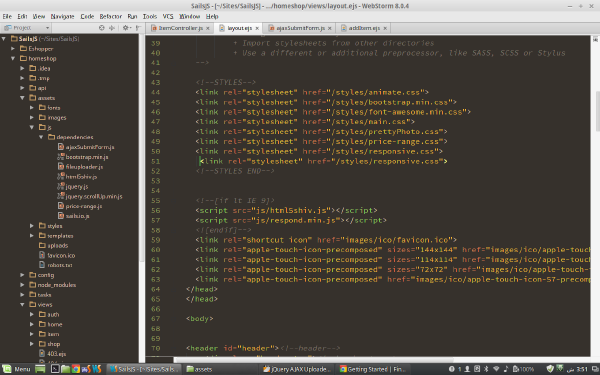 SailsJS - [~/Sites/SailsJS] - .../homeshop/views/layout.ejs - WebStorm 8.0.4
File Edit View Navigate Code Refactor Run Tools VCS Window Help
Project
itemController.js
layout.ejs
ajaxSubmitForm.js
addItem.ejs
SailsJS (~/Sites/SailsJS)
Eshopper
homeshop
.idea
.tmp
api
assets
fonts
images
js
dependencies
ajaxSubmitForm.js
bootstrap.min.js
fileuploader.js
html5shiv.js
jquery.js
jquery.scrollUp.min.js
price-range.js
sails.io.js
styles
templates
uploads
favicon.ico
robots.txt
config
node_modules
tasks
views
auth
home
item
shop
403.ejs
39 * Import stylesheets from other directories
40 * Use a different or additional preprocessor, like SASS, SCSS or Stylus
41 -->
42
43 <!--STYLES-->
44 <link rel="stylesheet" href="/styles/animate.css">
45 <link rel="stylesheet" href="/styles/bootstrap.min.css">
46 <link rel="stylesheet" href="/styles/font-awesome.min.css">
47 <link rel="stylesheet" href="/styles/main.css">
48 <link rel="stylesheet" href="/styles/prettyPhoto.css">
49 <link rel="stylesheet" href="/styles/price-range.css">
50 <link rel="stylesheet" href="/styles/responsive.css">
51 <link rel="stylesheet" href="/styles/responsive.css">
52 <!--STYLES END-->
53
54
55 <!--[if lt IE 9]>
56 <script src="js/html5shiv.js"></script>
57 <script src="js/respond.min.js"></script>
58 <![endif]-->
59 <link rel="shortcut icon" href="images/ico/favicon.ico">
60 <link rel="apple-touch-icon-precomposed" sizes="144x144" href="images/ico/apple-touch
61 <link rel="apple-touch-icon-precomposed" sizes="114x114" href="images/ico/apple-touch
62 <link rel="apple-touch-icon-precomposed" sizes="72x72" href="images/ico/apple-touch-i
63 <link rel="apple-touch-icon-precomposed" href="images/ico/apple-touch-icon-57-precomp
64 </head>
65 </head>
66
67 <body>
68
69
70 <header id="header"><!--header-->
Menu
SailsJS - [~/Sites/Sails...
assets
jQuery AJAX Uploade...
Getting Started | Fin...
(100%)
3:51